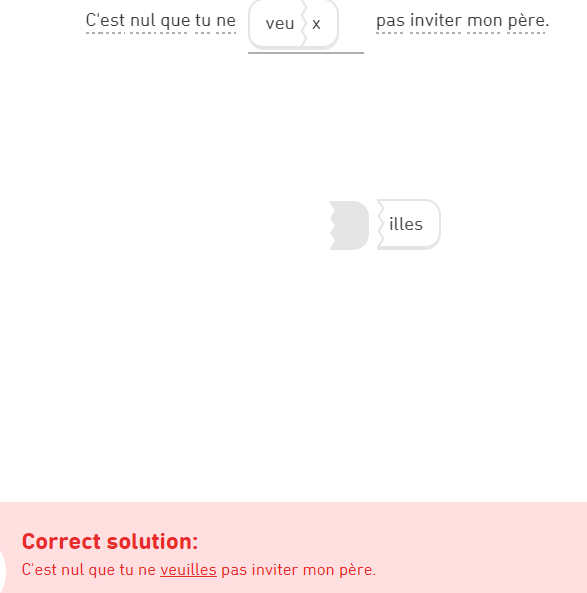 C'est nul que tu ne veu x pas inviter mon père.
illes
Correct solution:
C'est nul que tu ne veuilles pas inviter mon père.